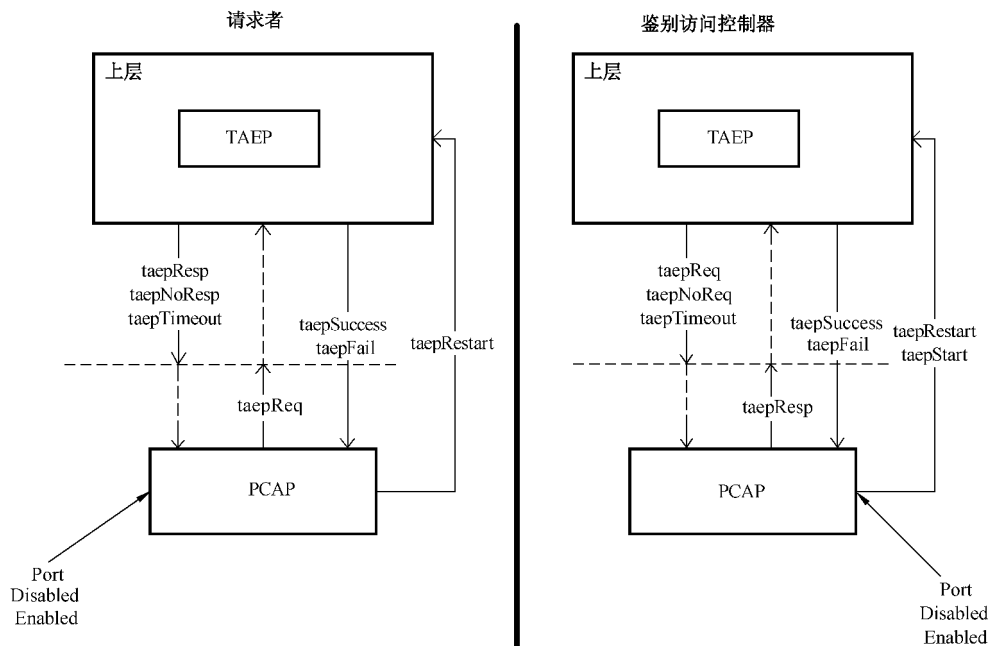 请求者
上层
TAEP
taepResp
taepNoResp
taepTimeout
taepSuccess
taepFail
taepRestart
taepReq
PCAP
Port
Disabled
Enabled
鉴别访问控制器
上层
TAEP
taepReq
taepNoReq
taepTimeout
taepSuccess
taepFail
taepRestart
taepStart
taepResp
PCAP
Port
Disabled
Enabled